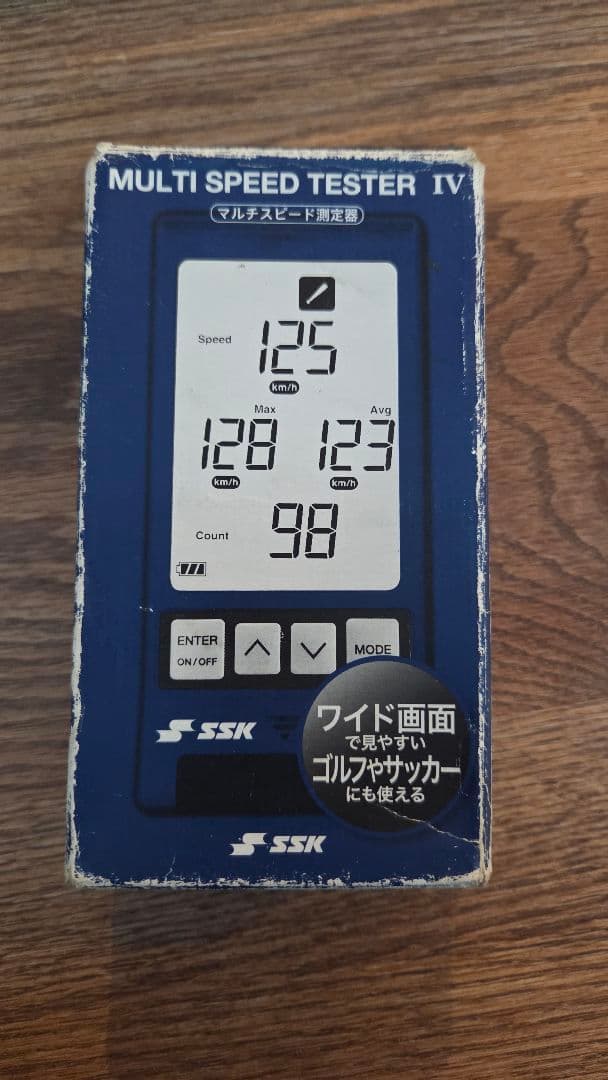 MULTI SPEED TESTER IV
マルチスピード測定器
Speed 125
km/h
Max Avg
128 123
km/h km/h
Count 98
ENTER
ON/OFF
MODE
SSK
ワイド画面
で見やすい
ゴルフやサッカー
にも使える
SSK